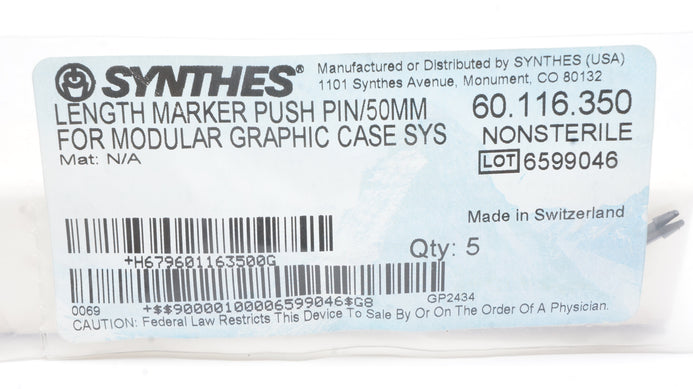 SYNTHES®
Manufactured or Distributed by SYNTHES (USA)
1101 Synthes Avenue, Monument, CO 80132
LENGTH MARKER PUSH PIN/50MM
FOR MODULAR GRAPHIC CASE SYS
Mat: N/A
60.116.350
NONSTERILE
LOT 6599046
Made in Switzerland
+H679601163500G
Qty: 5
0069
+$$90000100006599046$G8
GP2434
CAUTION: Federal Law Restricts This Device To Sale By Or On The Order Of A Physician.